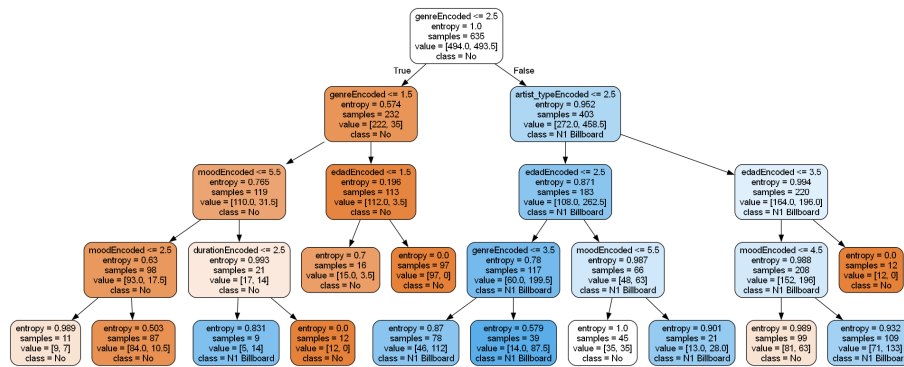 genreEncoded <= 2.5
entropy = 1.0
samples = 635
value = [494.0, 493.5]
class = No
True
False
genreEncoded <= 1.5
entropy = 0.574
samples = 232
value = [222, 35]
class = No
artist_typeEncoded <= 2.5
entropy = 0.952
samples = 403
value = [272.0, 458.5]
class = N1 Billboard
moodEncoded <= 5.5
entropy = 0.765
samples = 119
value = [110.0, 31.5]
class = No
edadEncoded <= 1.5
entropy = 0.196
samples = 113
value = [112.0, 3.5]
class = No
edadEncoded <= 2.5
entropy = 0.871
samples = 183
value = [108.0, 262.5]
class = N1 Billboard
edadEncoded <= 3.5
entropy = 0.994
samples = 220
value = [164.0, 196.0]
class = N1 Billboard
moodEncoded <= 2.5
entropy = 0.63
samples = 98
value = [93.0, 17.5]
class = No
durationEncoded <= 2.5
entropy = 0.993
samples = 21
value = [17, 14]
class = No
entropy = 0.7
samples = 16
value = [15.0, 3.5]
class = No
entropy = 0.0
samples = 97
value = [97, 0]
class = No
genreEncoded <= 3.5
entropy = 0.78
samples = 117
value = [60.0, 199.5]
class = N1 Billboard
moodEncoded <= 5.5
entropy = 0.987
samples = 66
value = [48, 63]
class = N1 Billboard
moodEncoded <= 4.5
entropy = 0.988
samples = 208
value = [152, 196]
class = N1 Billboard
entropy = 0.0
samples = 12
value = [12, 0]
class = No
entropy = 0.989
samples = 11
value = [9, 7]
class = No
entropy = 0.503
samples = 87
value = [84.0, 10.5]
class = No
entropy = 0.831
samples = 9
value = [5, 14]
class = N1 Billboard
entropy = 0.0
samples = 12
value = [12, 0]
class = No
entropy = 0.87
samples = 78
value = [46, 112]
class = N1 Billboard
entropy = 0.579
samples = 39
value = [14.0, 87.5]
class = N1 Billboard
entropy = 1.0
samples = 45
value = [35, 35]
class = No
entropy = 0.901
samples = 21
value = [13.0, 28.0]
class = N1 Billboard
entropy = 0.989
samples = 99
value = [81, 63]
class = No
entropy = 0.932
samples = 109
value = [71, 133]
class = N1 Billboard